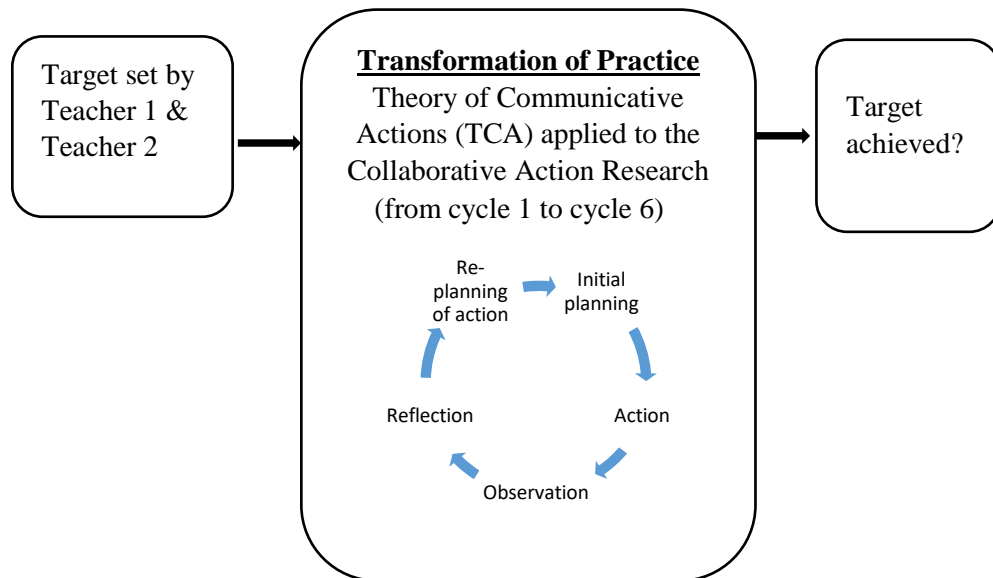 Target set by
Teacher 1 &
Teacher 2
Transformation of Practice
Theory of Communicative
Actions (TCA) applied to the
Collaborative Action Research
(from cycle 1 to cycle 6)
Re-
planning
of action
Initial
planning
Action
Observation
Reflection
Target
achieved?